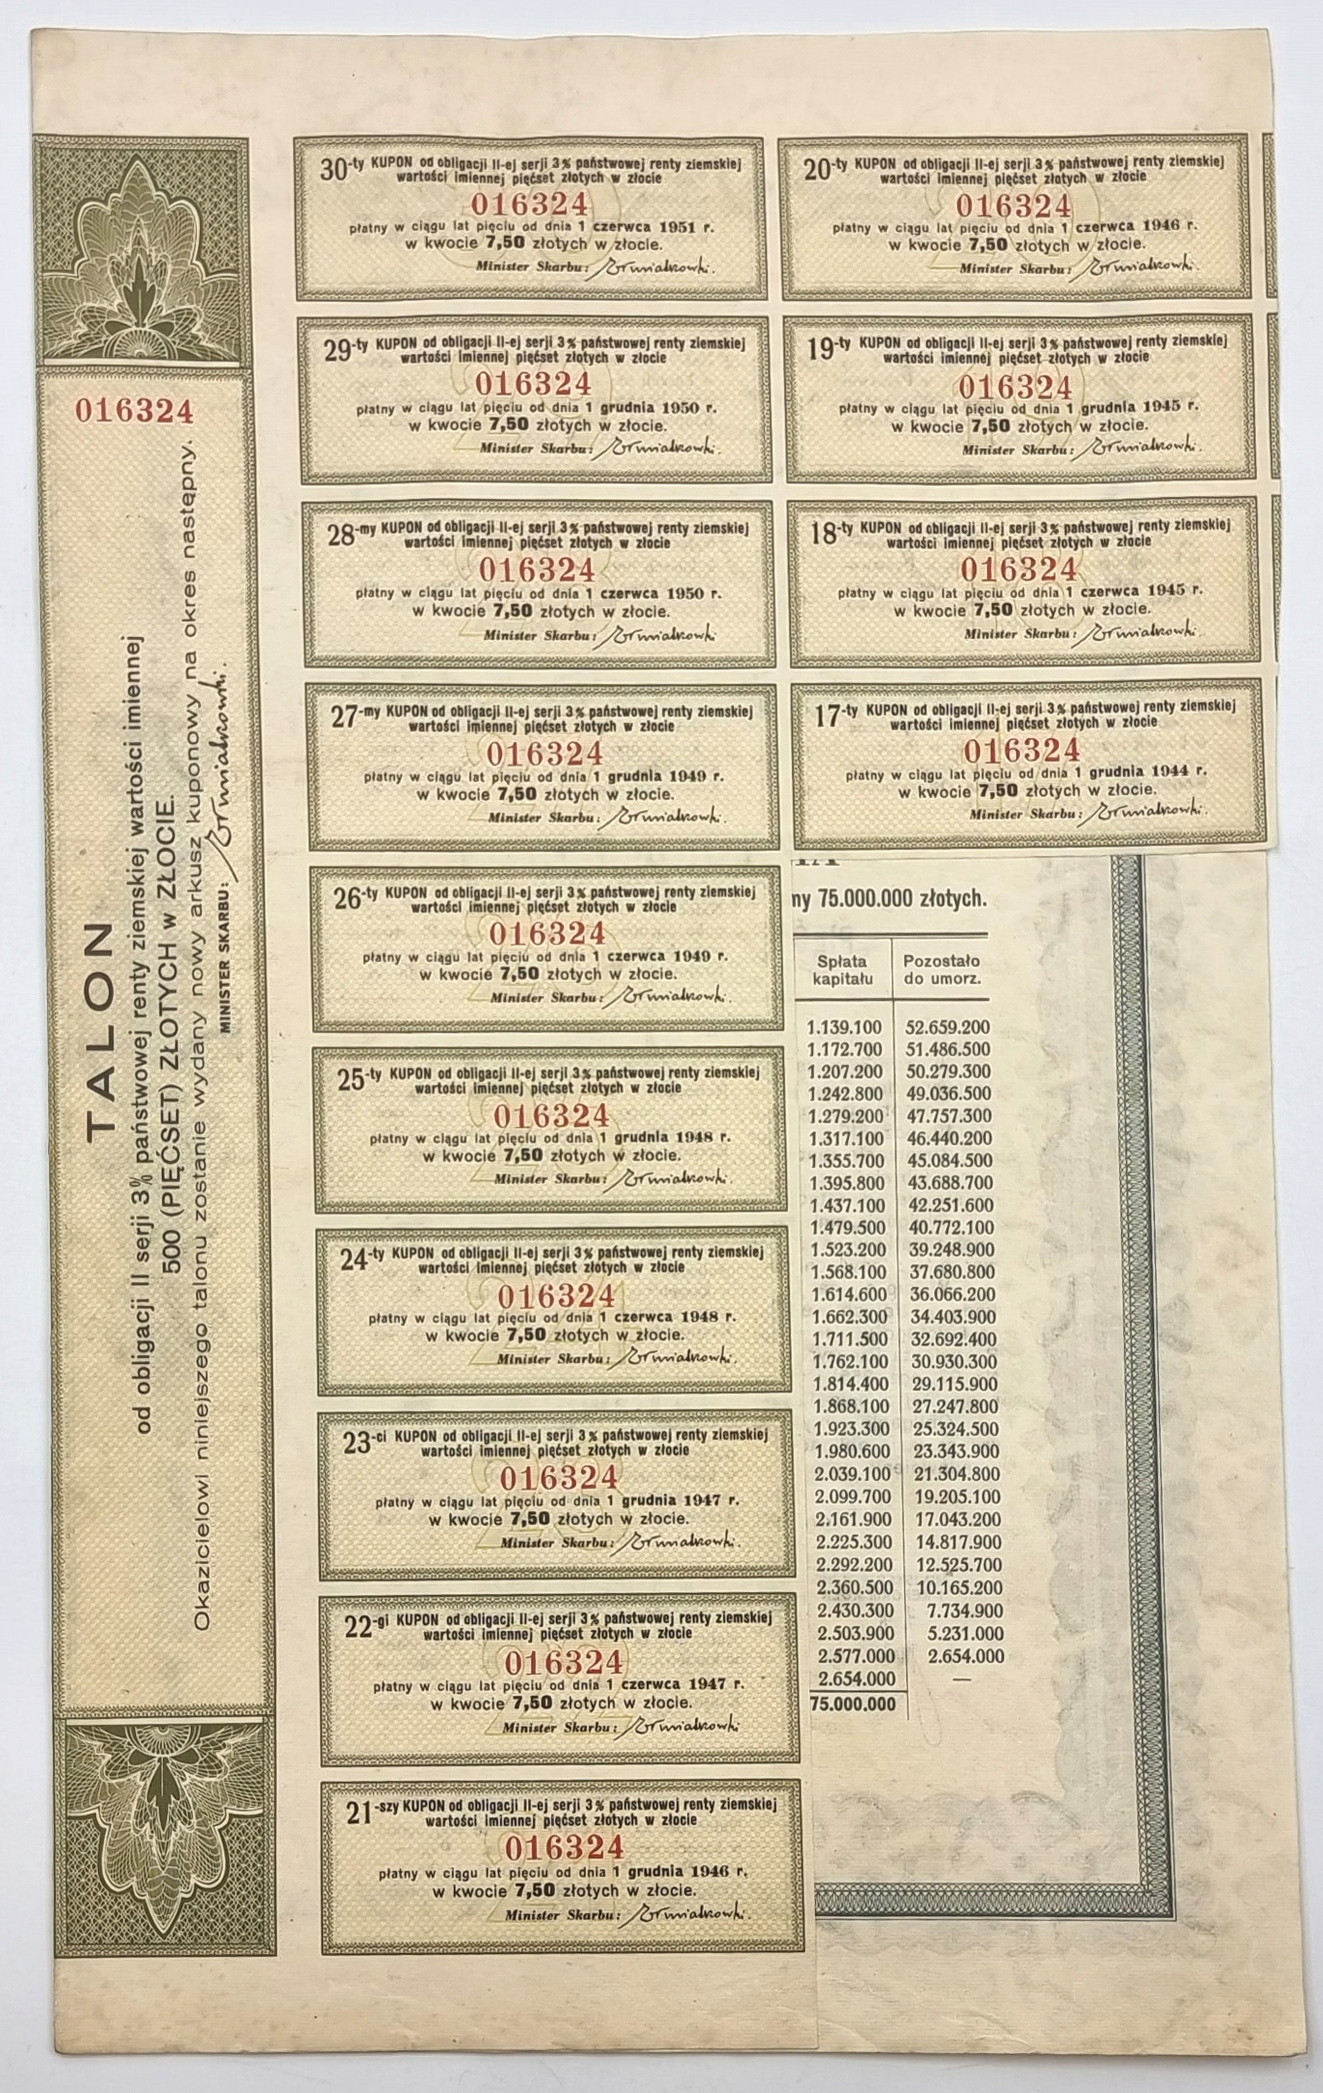 016324
TALON
od obligacji II serji 3% państwowej renty ziemskiej wartości imiennej
500 (PIĘĆSET) ZŁOTYCH w ZŁOCIE.
Okazicielowi niniejszego talonu zostanie wydany nowy arkusz kuponowy na okres następny.
MINISTER SKARBU:
30-ty KUPON od obligacji II-ej serji 3% państwowej renty ziemskiej
wartości imiennej pięćset złotych w złocie
016324
płatny w ciągu lat pięciu od dnia 1 czerwca 1951 r.
w kwocie 7,50 złotych w złocie.
Minister Skarbu:
29-ty KUPON od obligacji II-ej serji 3% państwowej renty ziemskiej
wartości imiennej pięćset złotych w złocie
016324
płatny w ciągu lat pięciu od dnia 1 grudnia 1950 r.
w kwocie 7,50 złotych w złocie.
Minister Skarbu:
28-my KUPON od obligacji II-ej serji 3% państwowej renty ziemskiej
wartości imiennej pięćset złotych w złocie
016324
płatny w ciągu lat pięciu od dnia 1 czerwca 1950 r.
w kwocie 7,50 złotych w złocie.
Minister Skarbu:
27-my KUPON od obligacji II-ej serji 3% państwowej renty ziemskiej
wartości imiennej pięćset złotych w złocie
016324
płatny w ciągu lat pięciu od dnia 1 grudnia 1949 r.
w kwocie 7,50 złotych w złocie.
Minister Skarbu:
26-ty KUPON od obligacji II-ej serji 3% państwowej renty ziemskiej
wartości imiennej pięćset złotych w złocie
016324
płatny w ciągu lat pięciu od dnia 1 czerwca 1949 r.
w kwocie 7,50 złotych w złocie.
Minister Skarbu:
25-ty KUPON od obligacji II-ej serji 3% państwowej renty ziemskiej
wartości imiennej pięćset złotych w złocie
016324
płatny w ciągu lat pięciu od dnia 1 grudnia 1948 r.
w kwocie 7,50 złotych w złocie.
Minister Skarbu:
24-ty KUPON od obligacji II-ej serji 3% państwowej renty ziemskiej
wartości imiennej pięćset złotych w złocie
016324
płatny w ciągu lat pięciu od dnia 1 czerwca 1948 r.
w kwocie 7,50 złotych w złocie.
Minister Skarbu:
23-ci KUPON od obligacji II-ej serji 3% państwowej renty ziemskiej
wartości imiennej pięćset złotych w złocie
016324
płatny w ciągu lat pięciu od dnia 1 grudnia 1947 r.
w kwocie 7,50 złotych w złocie.
Minister Skarbu:
22-gi KUPON od obligacji II-ej serji 3% państwowej renty ziemskiej
wartości imiennej pięćset złotych w złocie
016324
płatny w ciągu lat pięciu od dnia 1 czerwca 1947 r.
w kwocie 7,50 złotych w złocie.
Minister Skarbu:
21-szy KUPON od obligacji II-ej serji 3% państwowej renty ziemskiej
wartości imiennej pięćset złotych w złocie
016324
płatny w ciągu lat pięciu od dnia 1 grudnia 1946 r.
w kwocie 7,50 złotych w złocie.
Minister Skarbu:
20-ty KUPON od obligacji II-ej serji 3% państwowej renty ziemskiej
wartości imiennej pięćset złotych w złocie
016324
płatny w ciągu lat pięciu od dnia 1 czerwca 1946 r.
w kwocie 7,50 złotych w złocie.
Minister Skarbu:
19-ty KUPON od obligacji II-ej serji 3% państwowej renty ziemskiej
wartości imiennej pięćset złotych w złocie
016324
płatny w ciągu lat pięciu od dnia 1 grudnia 1945 r.
w kwocie 7,50 złotych w złocie.
Minister Skarbu:
18-ty KUPON od obligacji II-ej serji 3% państwowej renty ziemskiej
wartości imiennej pięćset złotych w złocie
016324
płatny w ciągu lat pięciu od dnia 1 czerwca 1945 r.
w kwocie 7,50 złotych w złocie.
Minister Skarbu:
17-ty KUPON od obligacji II-ej serji 3% państwowej renty ziemskiej
wartości imiennej pięćset złotych w złocie
016324
płatny w ciągu lat pięciu od dnia 1 grudnia 1944 r.
w kwocie 7,50 złotych w złocie.
Minister Skarbu:
ny 75.000.000 złotych.
Spłata Pozostało
kapitału do umorz.
1.139.100 52.659.200
1.172.700 51.486.500
1.207.200 50.279.300
1.242.800 49.036.500
1.279.200 47.757.300
1.317.100 46.440.200
1.355.700 45.084.500
1.395.800 43.688.700
1.437.100 42.251.600
1.479.500 40.772.100
1.523.200 39.248.900
1.568.100 37.680.800
1.614.600 36.066.200
1.662.300 34.403.900
1.711.500 32.692.400
1.762.100 30.930.300
1.814.400 29.115.900
1.868.100 27.247.800
1.923.300 25.324.500
1.980.600 23.343.900
2.039.100 21.304.800
2.099.700 19.205.100
2.161.900 17.043.200
2.225.300 14.817.900
2.292.200 12.525.700
2.360.500 10.165.200
2.430.300 7.734.900
2.503.900 5.231.000
2.577.000 2.654.000
2.654.000 —
75.000.000